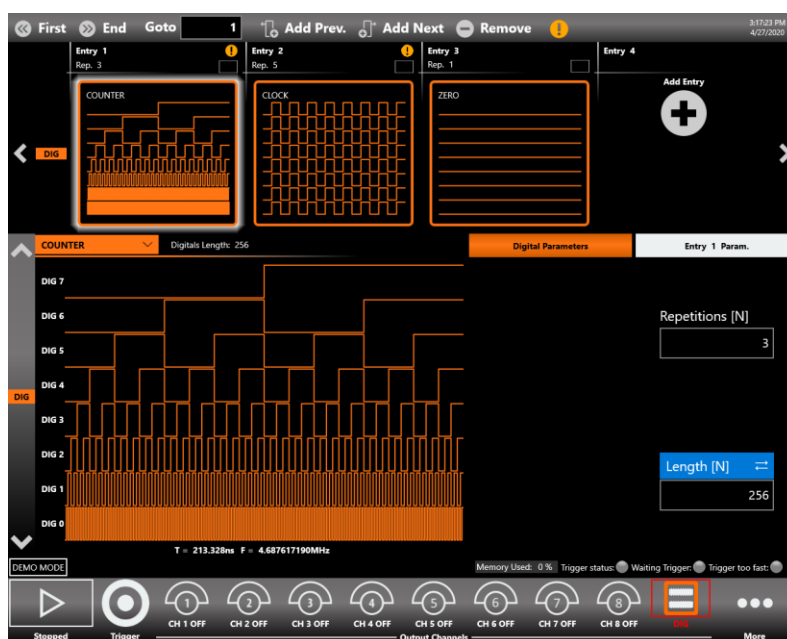 First End Goto 1 Add Prev. Add Next Remove ! 3:17:23 PM
4/27/2020
Entry 1 ! Entry 2 ! Entry 3 Entry 4
Rep. 3 Rep. 5 Rep. 1
COUNTER CLOCK ZERO Add Entry
DIG
COUNTER Digitals Length: 256 Digital Parameters Entry 1 Param.
DIG 7
DIG 6
Repetitions [N]
3
DIG 5
DIG 4
DIG
DIG 3
DIG 2
Length [N]
DIG 1
256
DIG 0
T = 213.328ns F = 4.687617190MHz
DEMO MODE Memory Used: 0 % Trigger status: Waiting Trigger: Trigger too fast:
1 2 3 4 5 6 7 8
CH 1 OFF CH 2 OFF CH 3 OFF CH 4 OFF CH 5 OFF CH 6 OFF CH 7 OFF CH 8 OFF DIG
Stopped Trigger Output Channels More